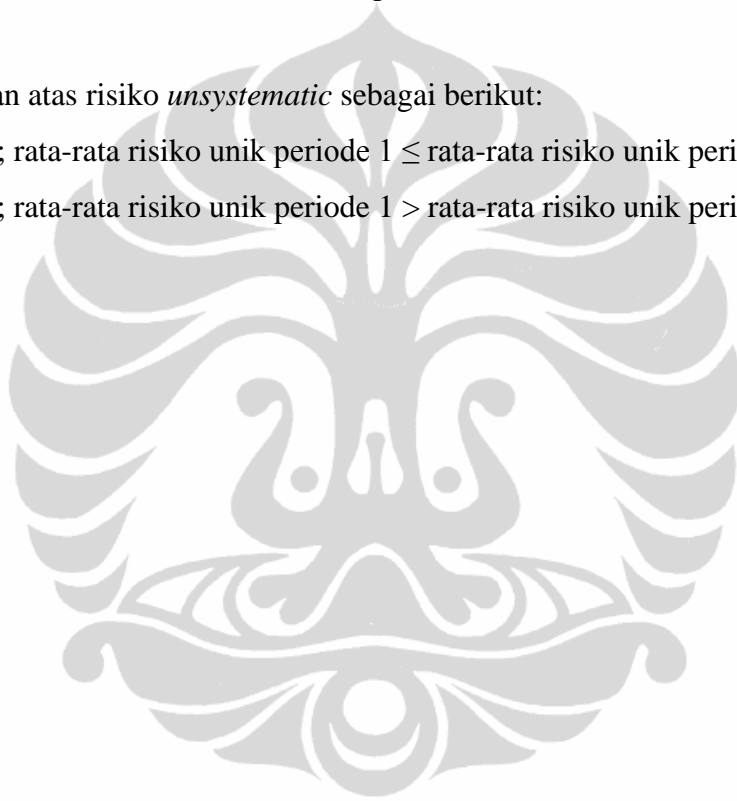 an atas risiko unsystematic sebagai berikut:
; rata-rata risiko unik periode 1 ≤ rata-rata risiko unik peri
; rata-rata risiko unik periode 1 > rata-rata risiko unik peri